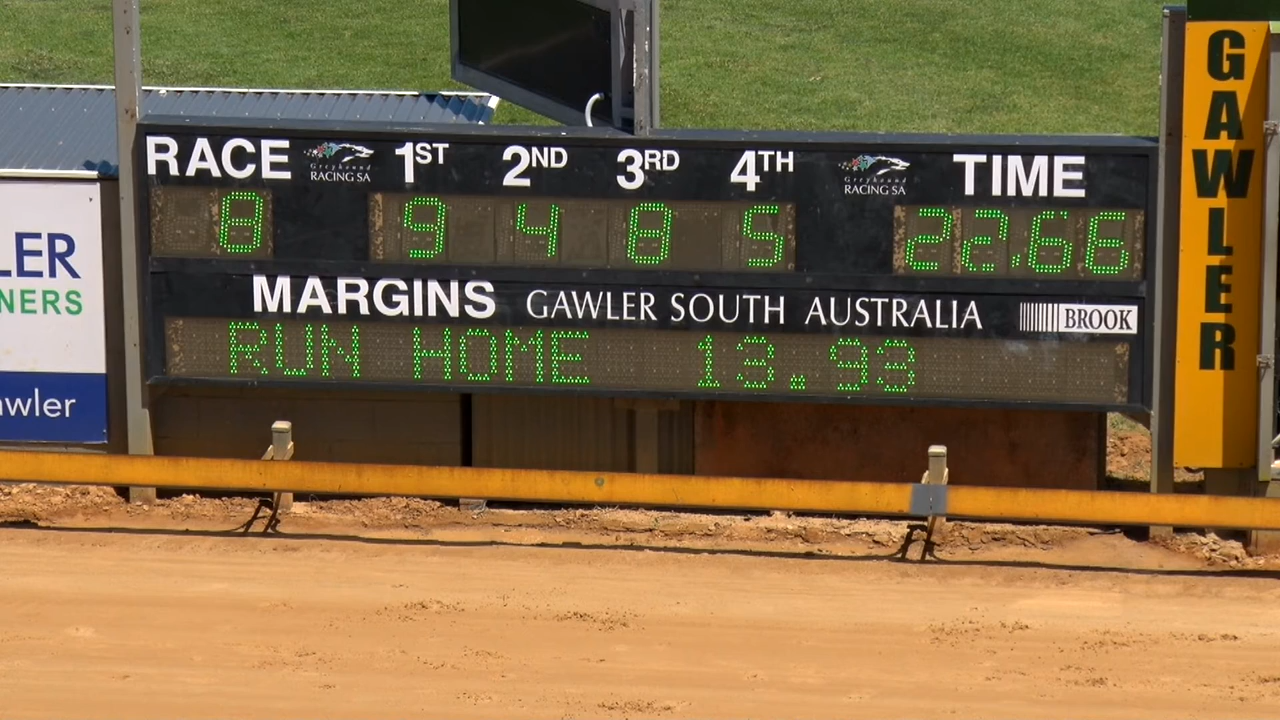 RACE
Greyhound
RACING SA
1ST 2ND 3RD 4TH
Greyhound
RACING SA
TIME
8 9 4 8 5 22.66
MARGINS GAWLER SOUTH AUSTRALIA BROOK
RUN HOME 13.93
GAWLER
LER
NERS
awler